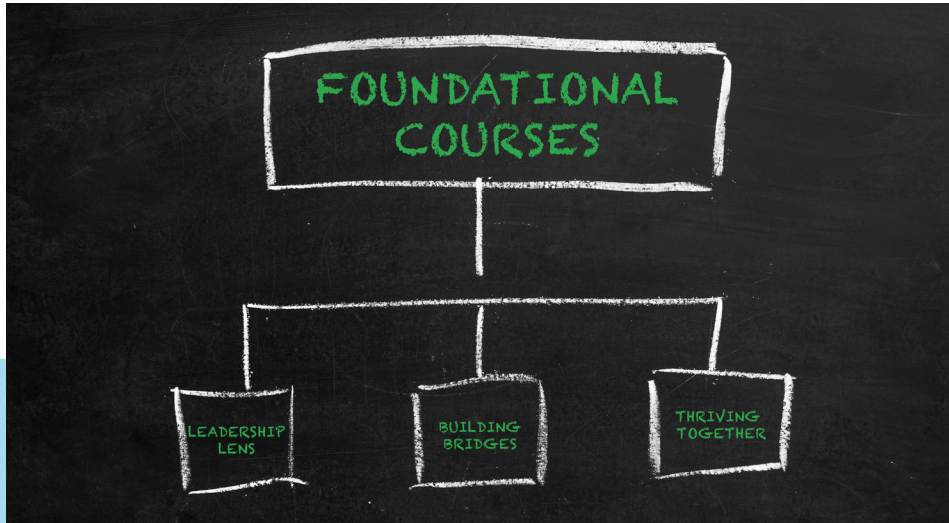 FOUNDATIONAL
COURSES
LEADERSHIP
LENS
BUILDING
BRIDGES
THRIVING
TOGETHER